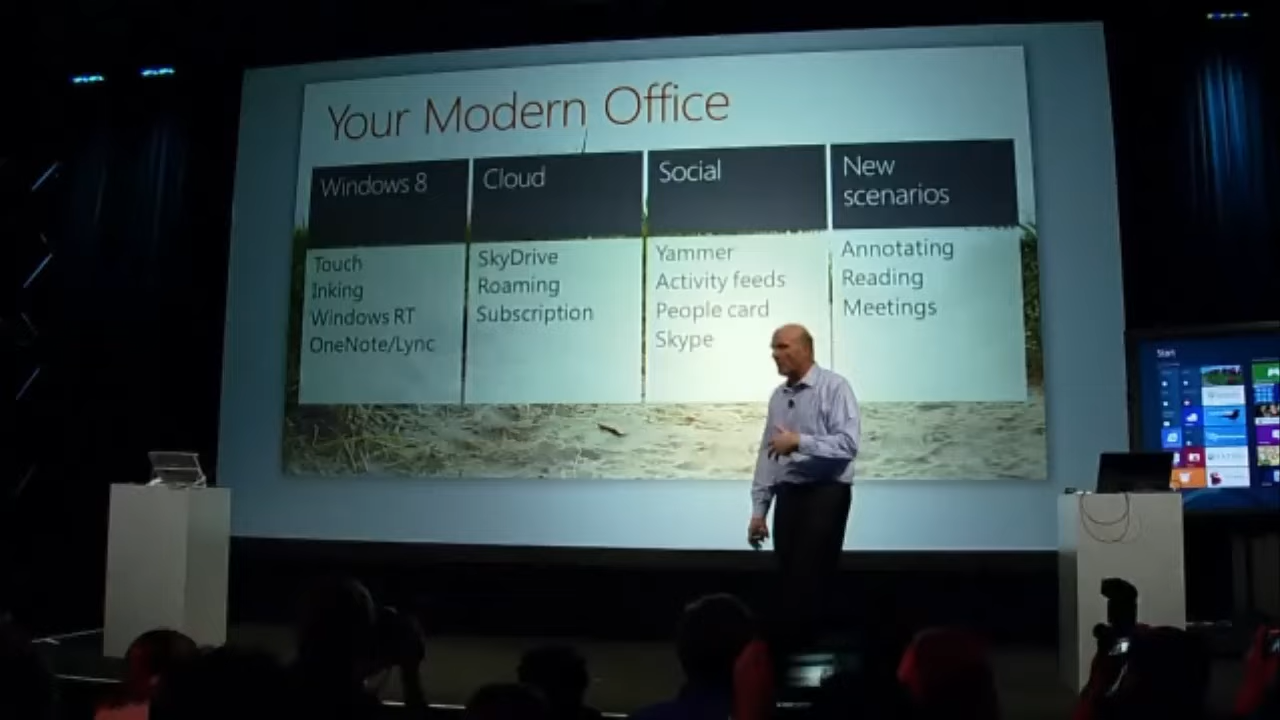 Your Modern Office
Windows 8
Touch
Inking
Windows RT
OneNote/Lync
Cloud
SkyDrive
Roaming
Subscription
Social
Yammer
Activity feeds
People card
Skype
New
scenarios
Annotating
Reading
Meetings
Start